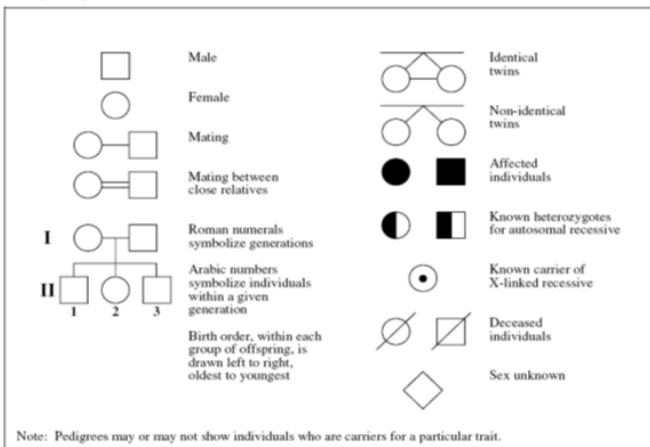 Male
Female
Mating
Mating between
close relatives
I
Roman numerals
symbolize generations
II
1 2 3
Arabic numbers
symbolize individuals
within a given
generation
Birth order, within each
group of offspring, is
drawn left to right,
oldest to youngest
Identical
twins
Non-identical
twins
Affected
individuals
Known heterozygotes
for autosomal recessive
Known carrier of
X-linked recessive
Deceased
individuals
Sex unknown
Note: Pedigrees may or may not show individuals who are carriers for a particular trait.